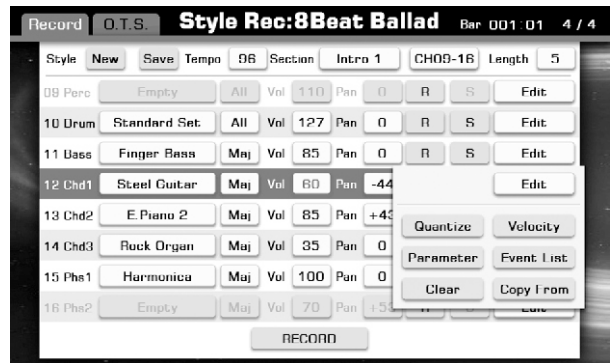 Record O.T.S. Style Rec:8Beat Ballad Bar 001:01 4/4
Style New Save Tempo 96 Section Intro 1 CH09-16 Length 5
09 Perc Empty All Vol 110 Pan 0 R S Edit
10 Drum Standard Set All Vol 127 Pan 0 R S Edit
11 Bass Finger Bass Maj Vol 85 Pan 0 R S Edit
12 Chd1 Steel Guitar Maj Vol 60 Pan -44 Edit
13 Chd2 E.Piano 2 Maj Vol 85 Pan +43
Quantize Velocity
14 Chd3 Rock Organ Maj Vol 35 Pan 0
Parameter Event List
15 Phs1 Harmonica Maj Vol 100 Pan 0
Clear Copy From
16 Phs2 Empty Maj Vol 70 Pan Edit
RECORD